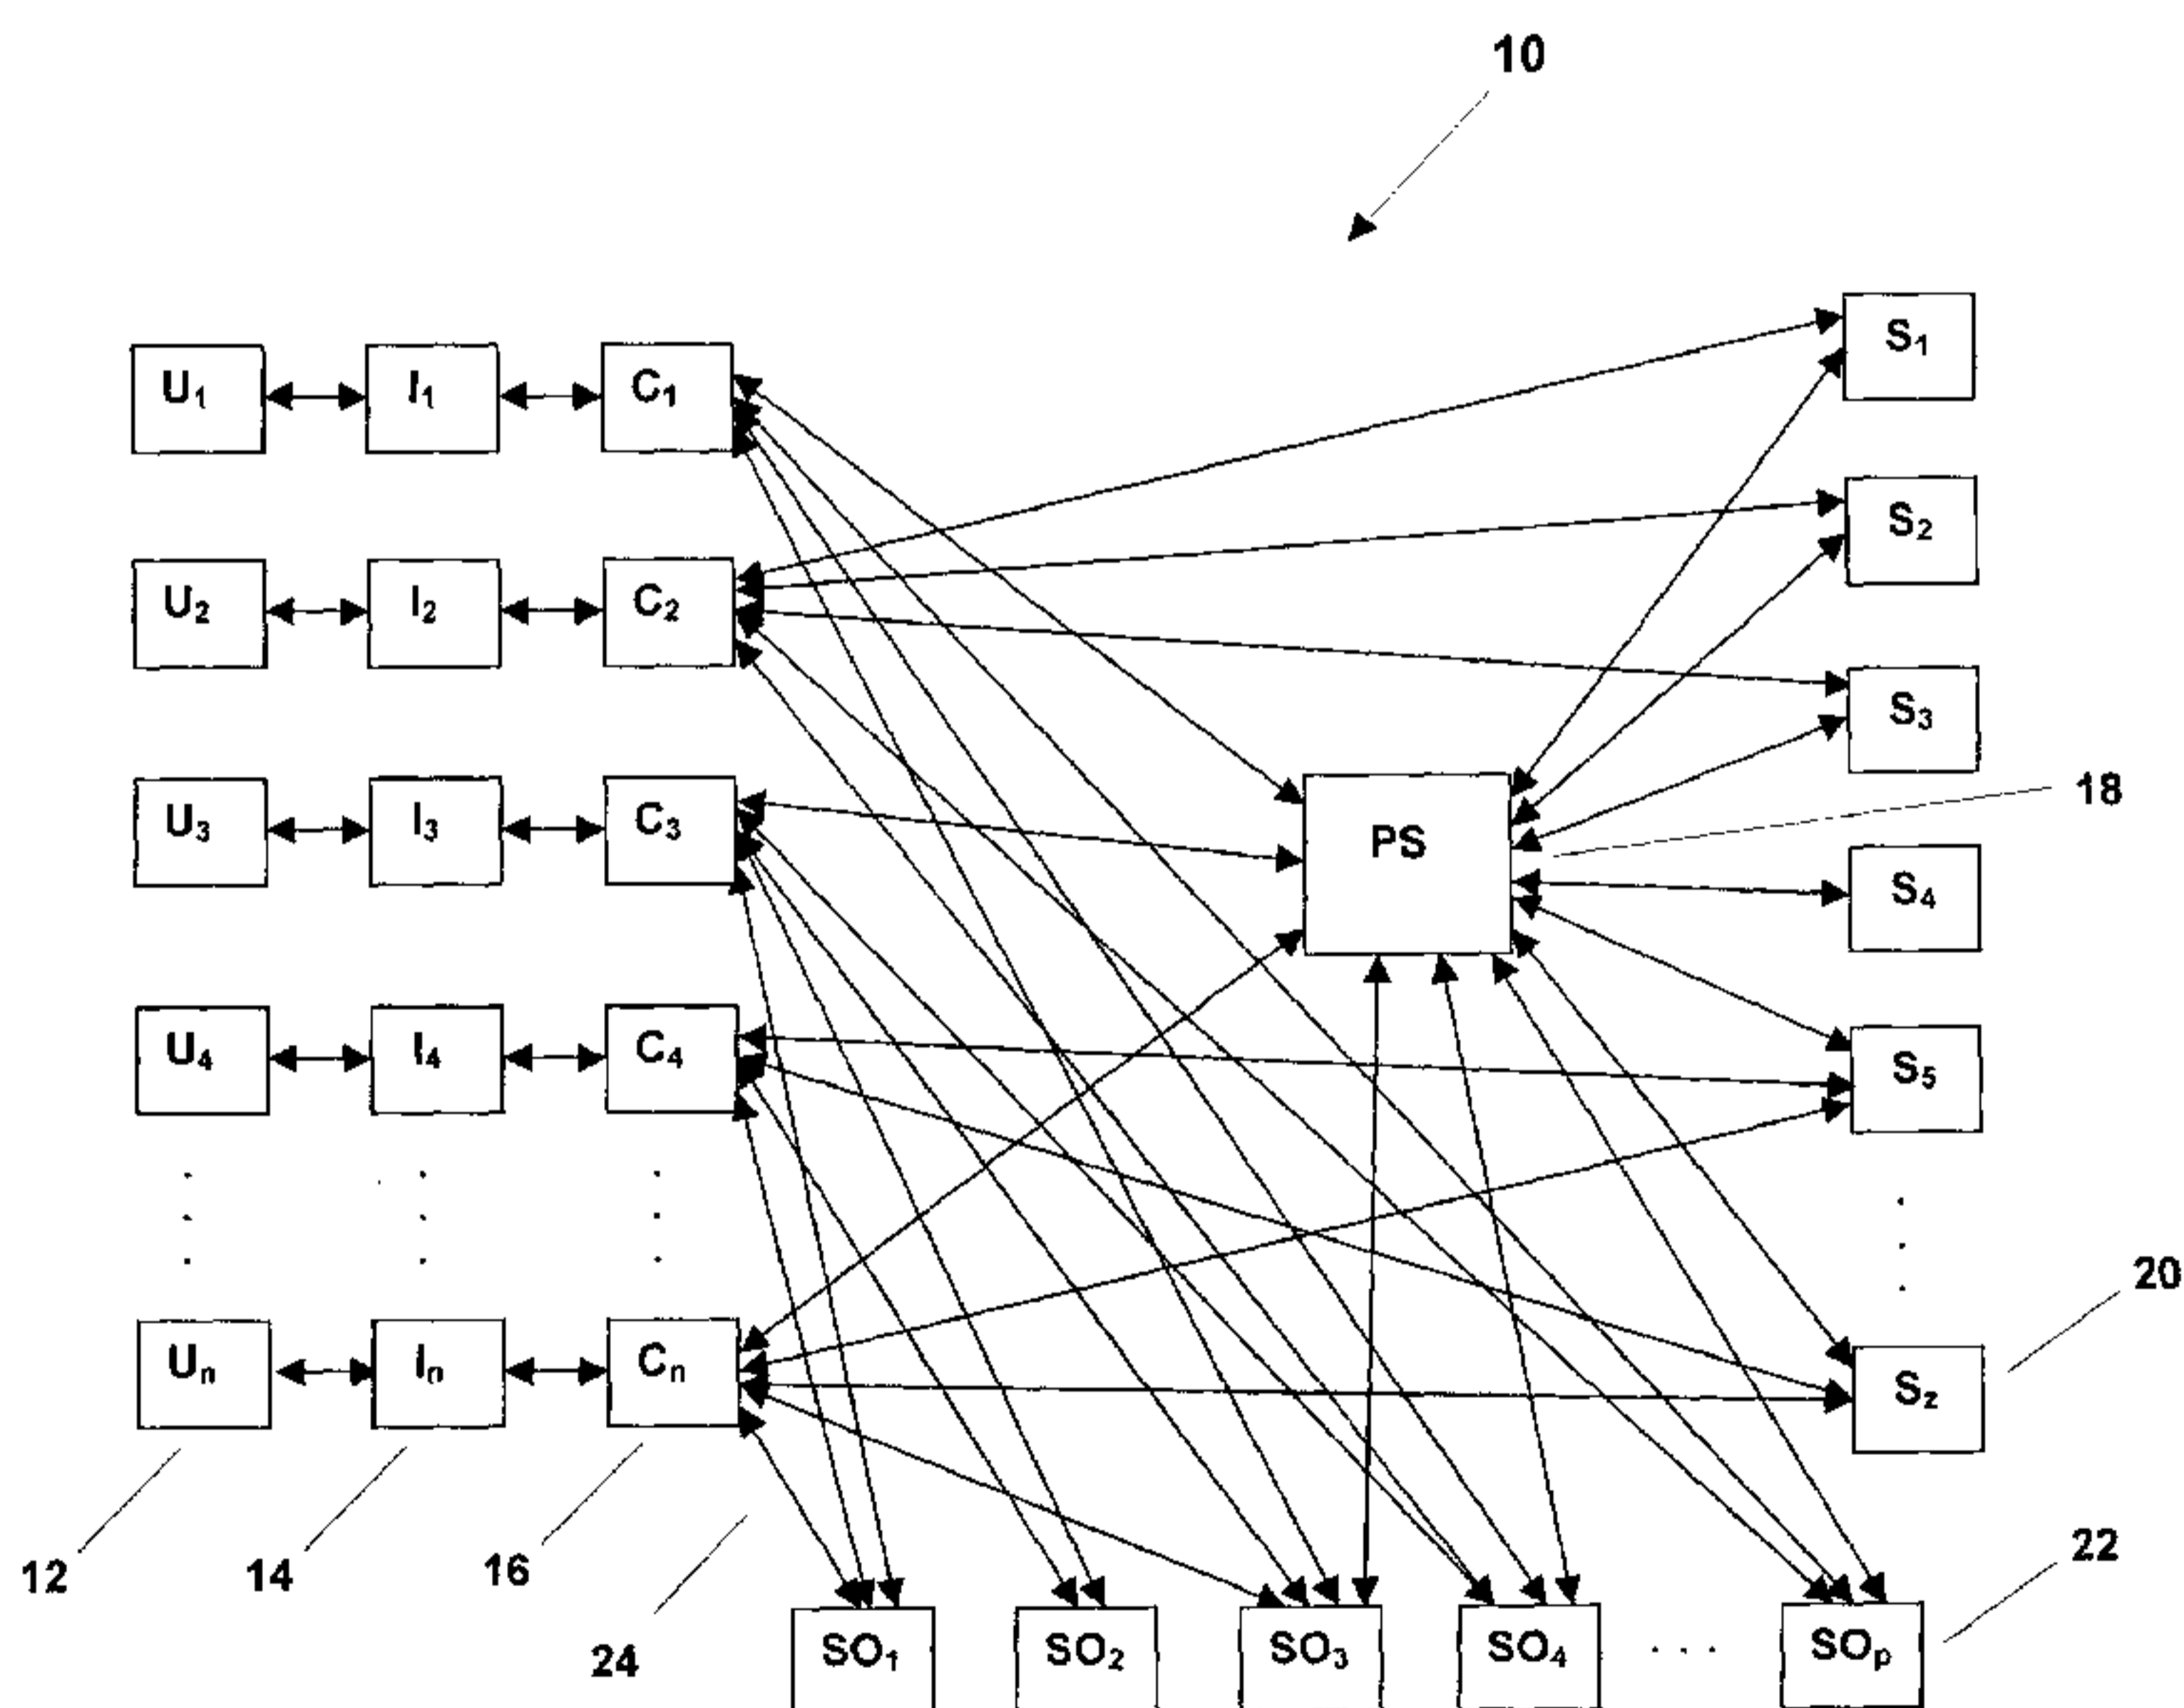 10
S₁
U₁ I₁ C₁
S₂
U₂ I₂ C₂
S₃
18
U₃ I₃ C₃ PS
S₄
U₄ I₄ C₄ S₅
. . . .
. . . .
. . . .
20
Uₙ Iₙ Cₙ S_z
22
12 14 16
24 SO₁ SO₂ SO₃ SO₄ . . . SOₚ